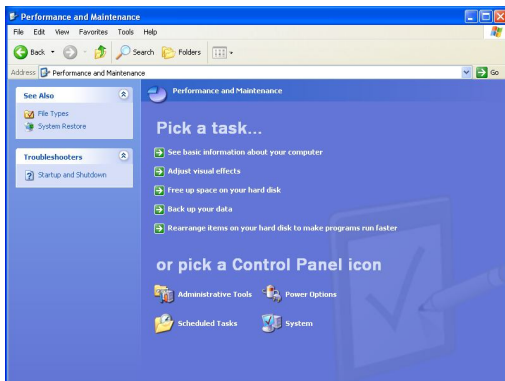 Performance and Maintenance
File Edit View Favorites Tools Help
Back Search Folders
Address Performance and Maintenance Go
See Also
File Types
System Restore
Troubleshooters
Startup and Shutdown
Performance and Maintenance
Pick a task...
See basic information about your computer
Adjust visual effects
Free up space on your hard disk
Back up your data
Rearrange items on your hard disk to make programs run faster
or pick a Control Panel icon
Administrative Tools Power Options
Scheduled Tasks System